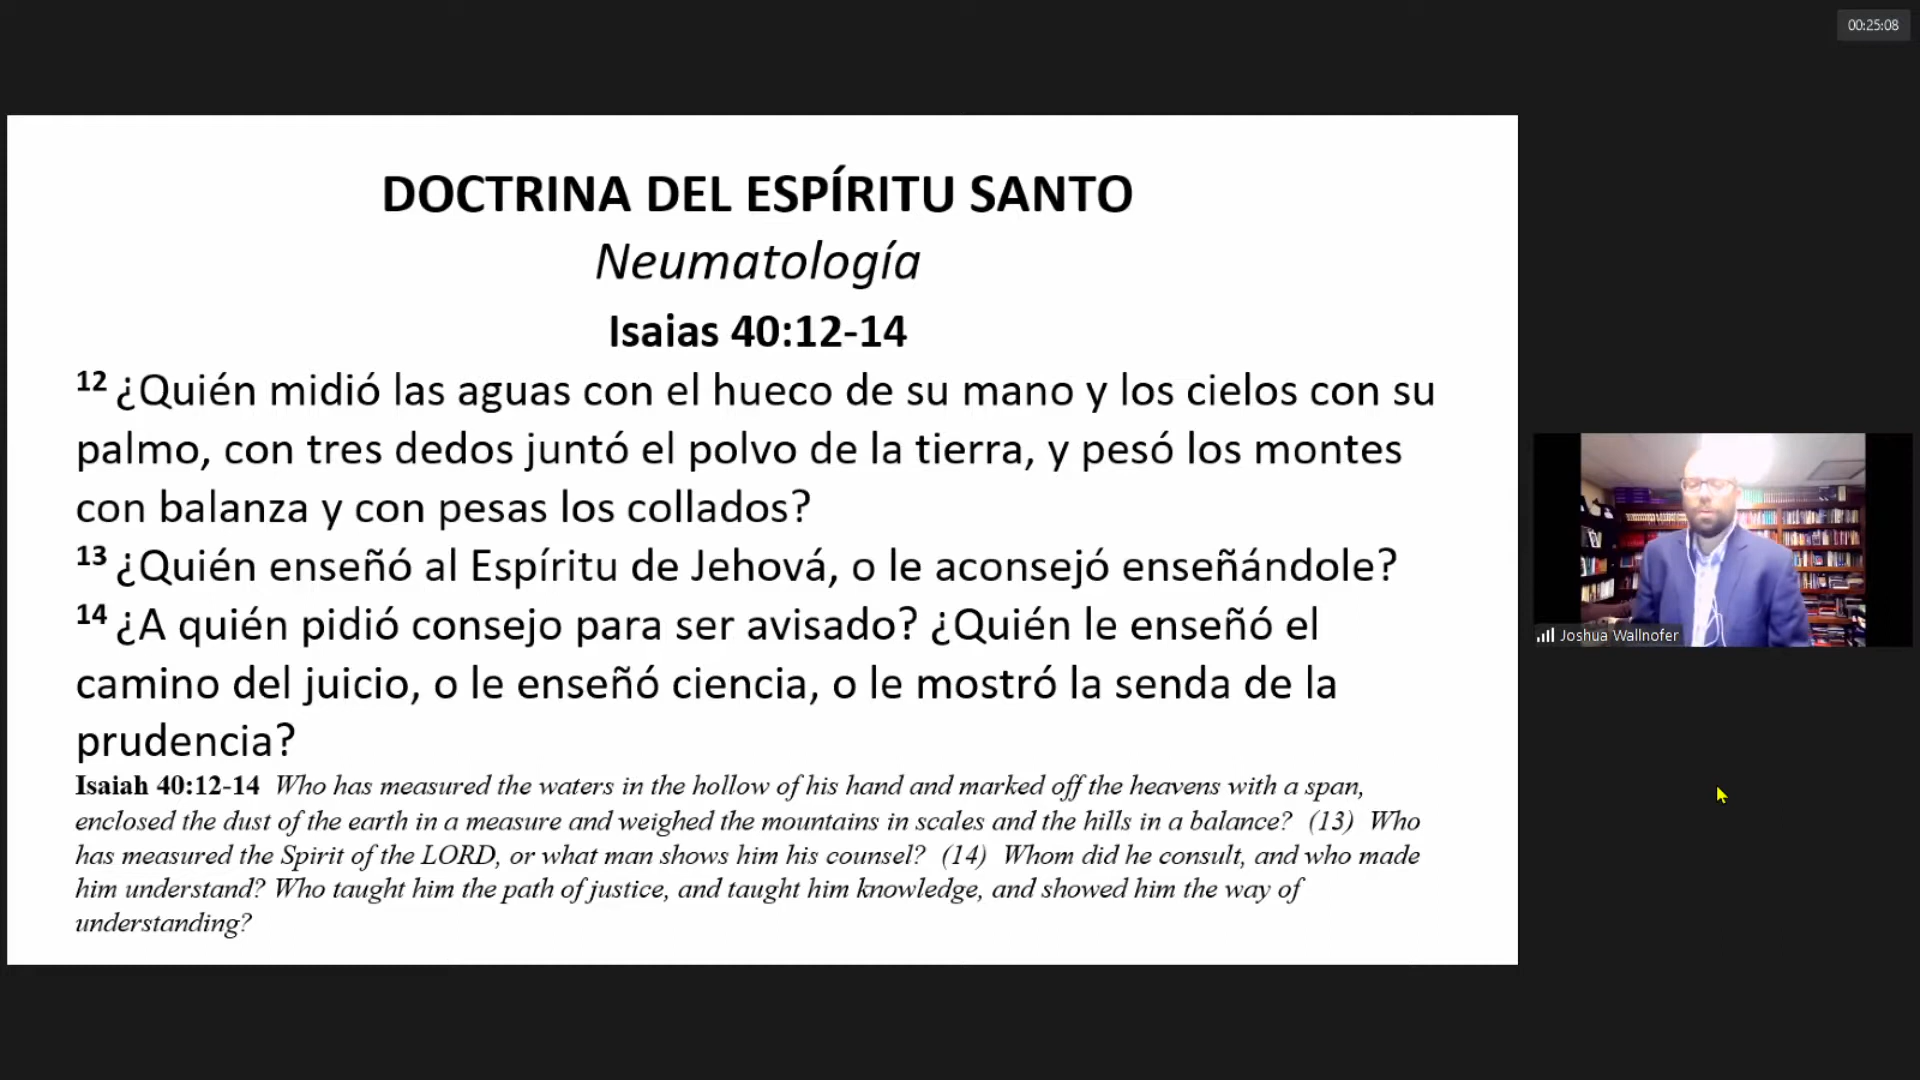 00:25:08
DOCTRINA DEL ESPÍRITU SANTO
Neumatología
Isaias 40:12-14
12 ¿Quién midió las aguas con el hueco de su mano y los cielos con su
palmo, con tres dedos juntó el polvo de la tierra, y pesó los montes
con balanza y con pesas los collados?
13 ¿Quién enseñó al Espíritu de Jehová, o le aconsejó enseñándole?
14 ¿A quién pidió consejo para ser avisado? ¿Quién le enseñó el
camino del juicio, o le enseñó ciencia, o le mostró la senda de la
prudencia?
Isaiah 40:12-14 Who has measured the waters in the hollow of his hand and marked off the heavens with a span,
enclosed the dust of the earth in a measure and weighed the mountains in scales and the hills in a balance? (13) Who
has measured the Spirit of the LORD, or what man shows him his counsel? (14) Whom did he consult, and who made
him understand? Who taught him the path of justice, and taught him knowledge, and showed him the way of
understanding?
Joshua Wallnofer